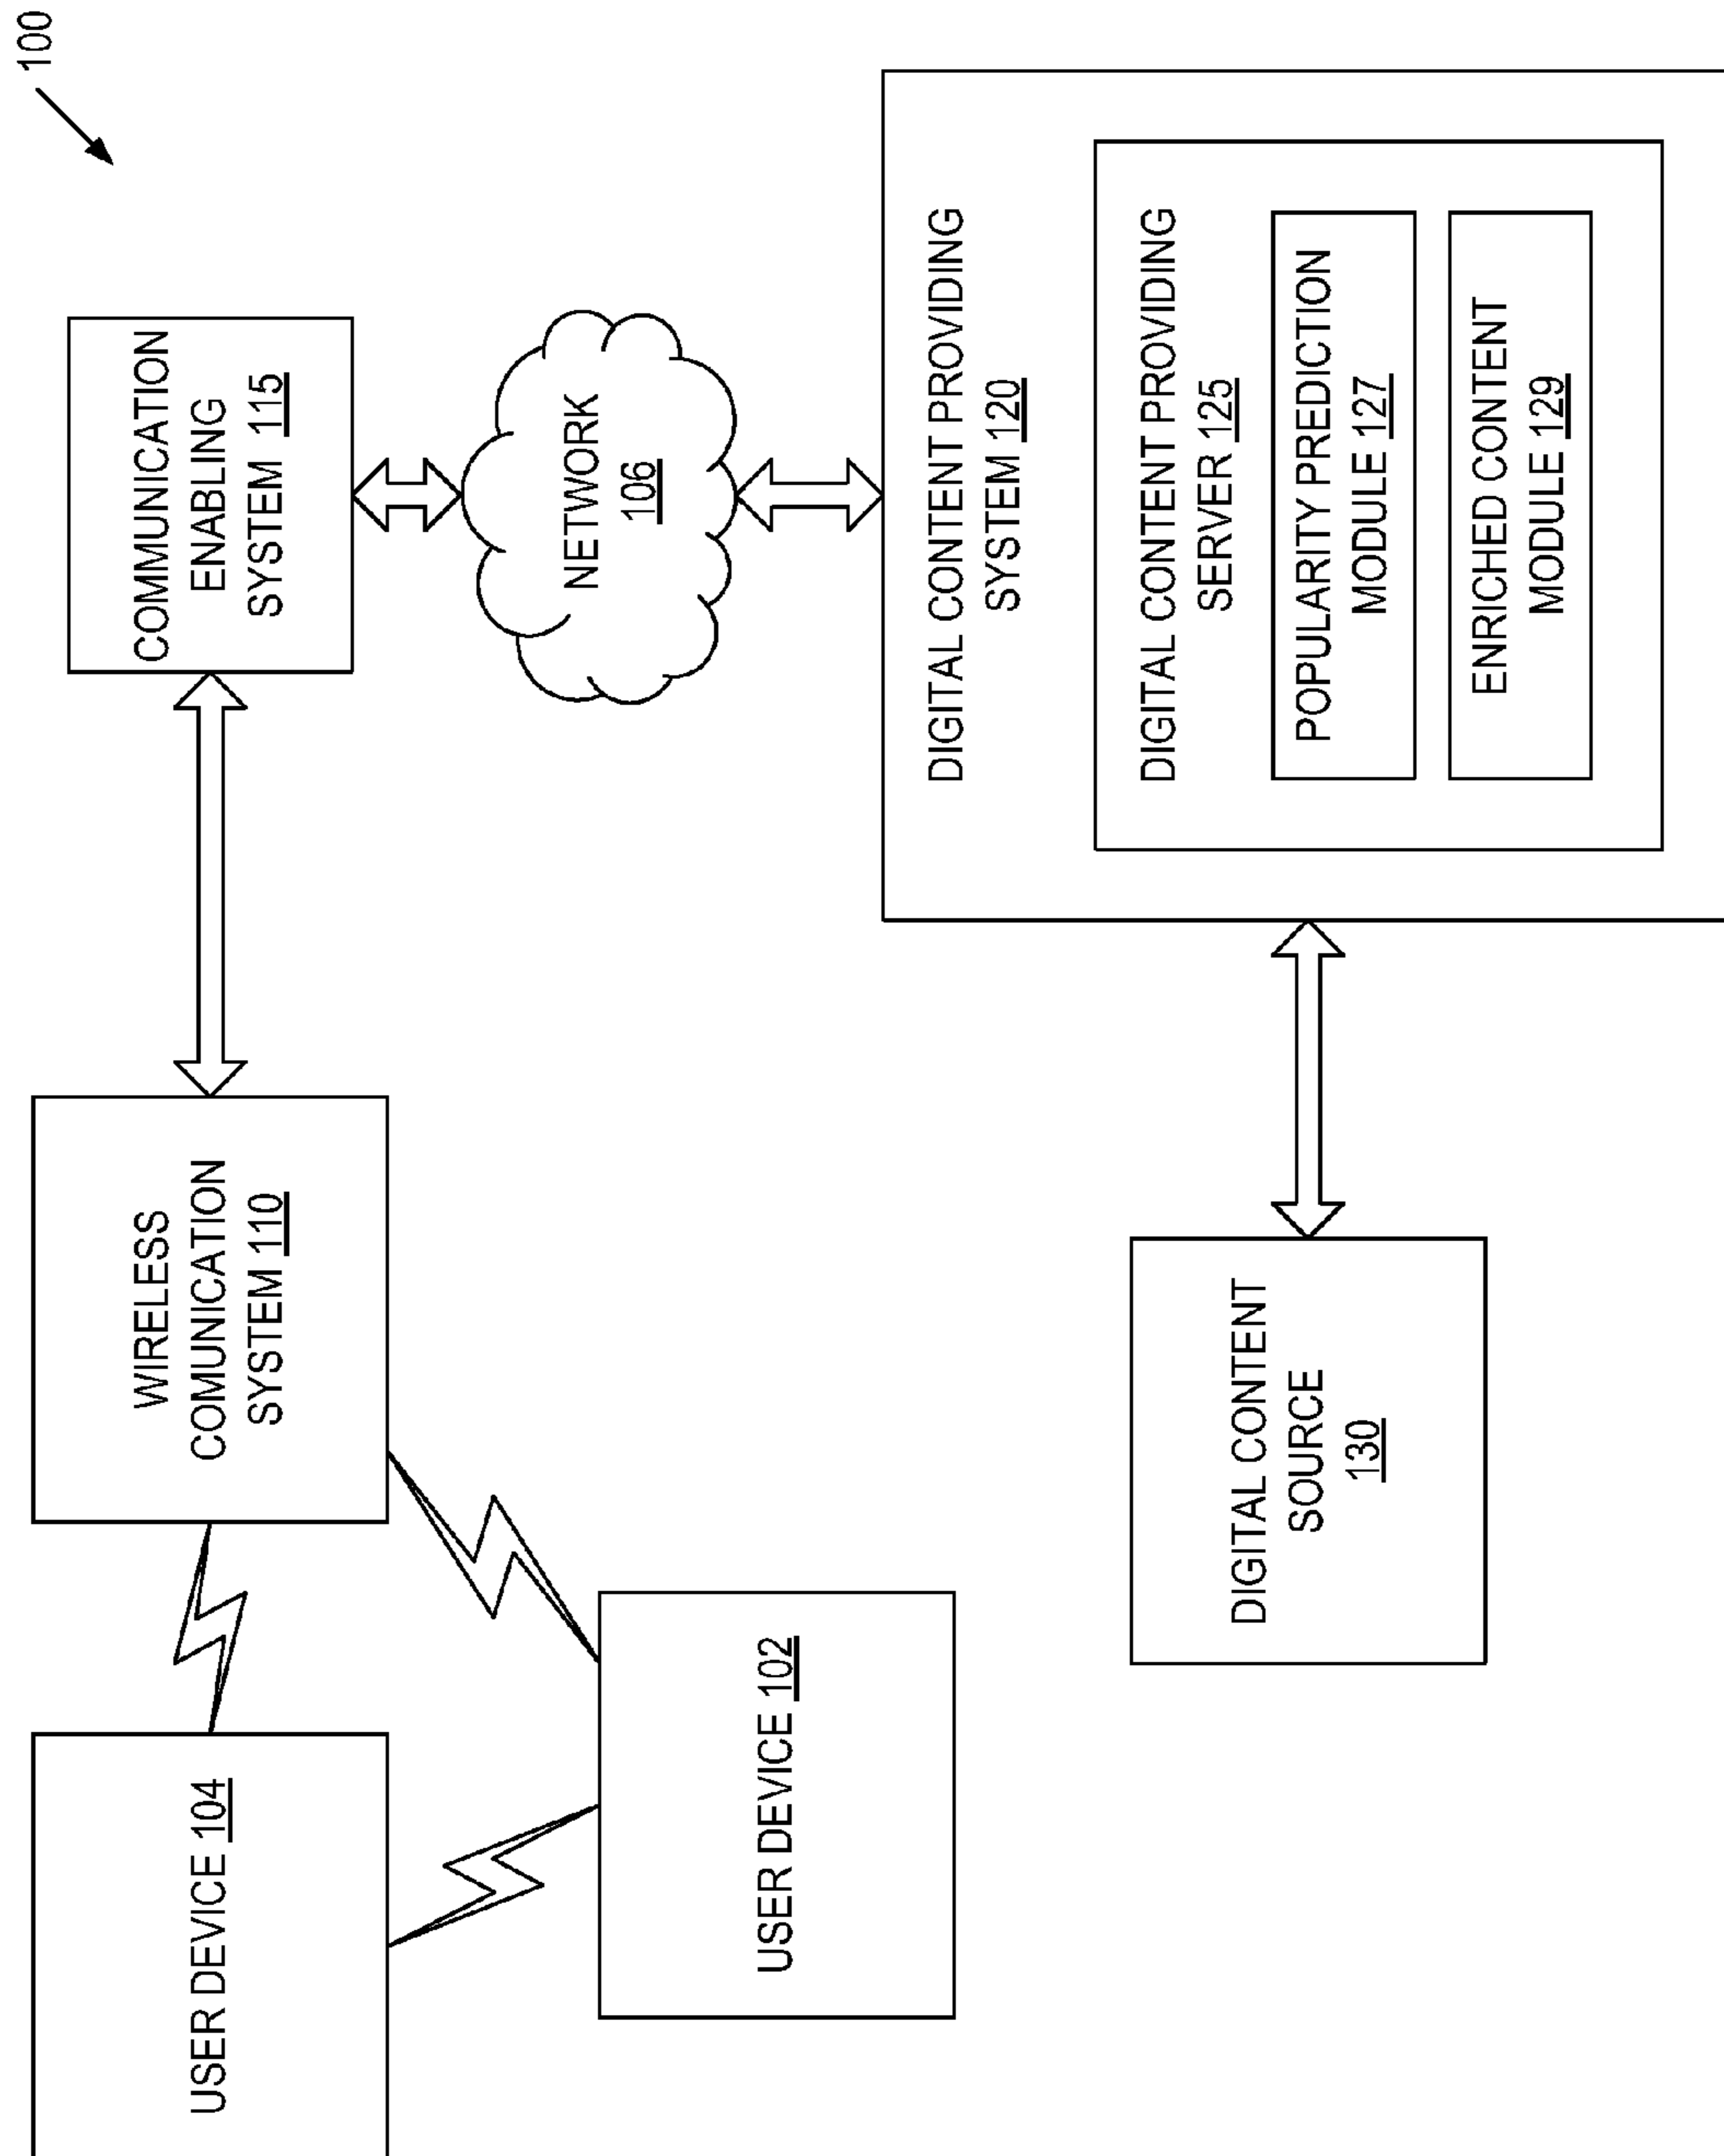 100
USER DEVICE 104
WIRELESS
COMUNICATION
SYSTEM 110
COMMUNICATION
ENABLING
SYSTEM 115
NETWORK
106
USER DEVICE 102
DIGITAL CONTENT PROVIDING
SYSTEM 120
DIGITAL CONTENT PROVIDING
SERVER 125
POPULARITY PREDICTION
MODULE 127
ENRICHED CONTENT
MODULE 129
DIGITAL CONTENT
SOURCE
130